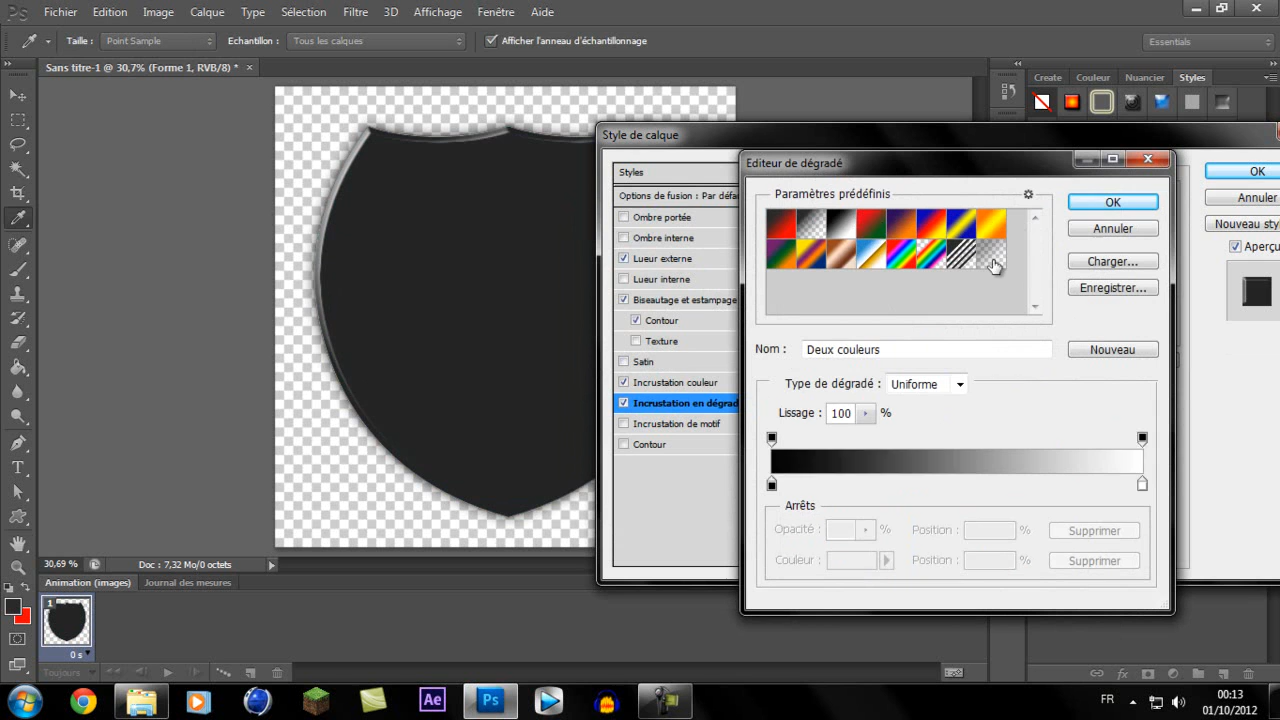 Ps Fichier Edition Image Calque Type Sélection Filtre 3D Affichage Fenêtre Aide
Taille : Point Sample Echantillon : Tous les calques Afficher l'anneau d'échantillonnage Essentials
Sans titre-1 @ 30,7% (Forme 1, RVB/8) * ×
Create Couleur Nuancier Styles
Style de calque
Styles
Options de fusion : Par défa
Ombre portée
Ombre interne
Lueur externe
Lueur interne
Biseautage et estampage
Contour
Texture
Satin
Incrustation couleur
Incrustation en dégrad
Incrustation de motif
Contour
OK
Annuler
Nouveau styl
Aperçu
Editeur de dégradé
Paramètres prédéfinis
OK
Annuler
Charger...
Enregistrer...
Nom : Deux couleurs Nouveau
Type de dégradé : Uniforme
Lissage : 100 %
Arrêts
Opacité : % Position : % Supprimer
Couleur : Position : % Supprimer
30,69 % Doc : 7,32 Mo/0 octets
Animation (images) Journal des mesures
1
0 s
Toujours
T
fx
Ae Ps FR 00:13
01/10/2012